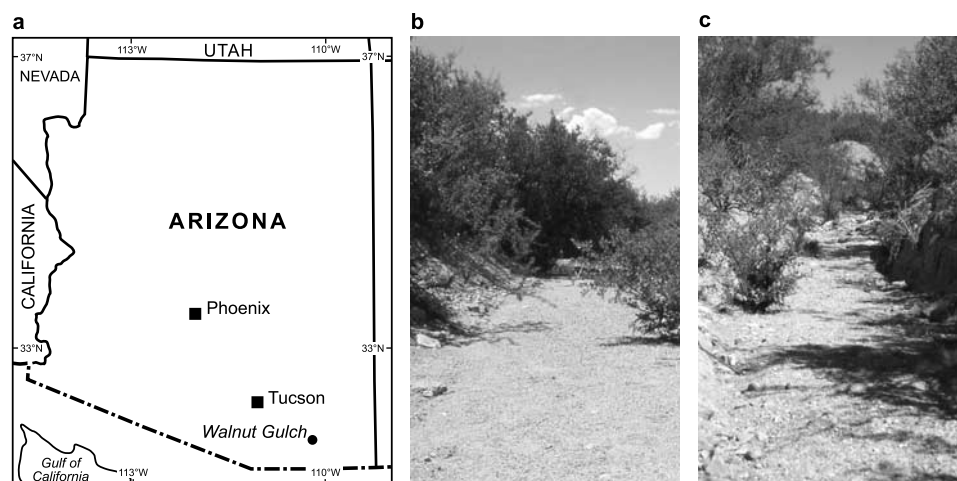 a
b
c
113°W
UTAH
110°W
37°N
37°N
NEVADA
ARIZONA
CALIFORNIA
Phoenix
33°N
33°N
Tucson
Walnut Gulch
Gulf of
California
113°W
110°W